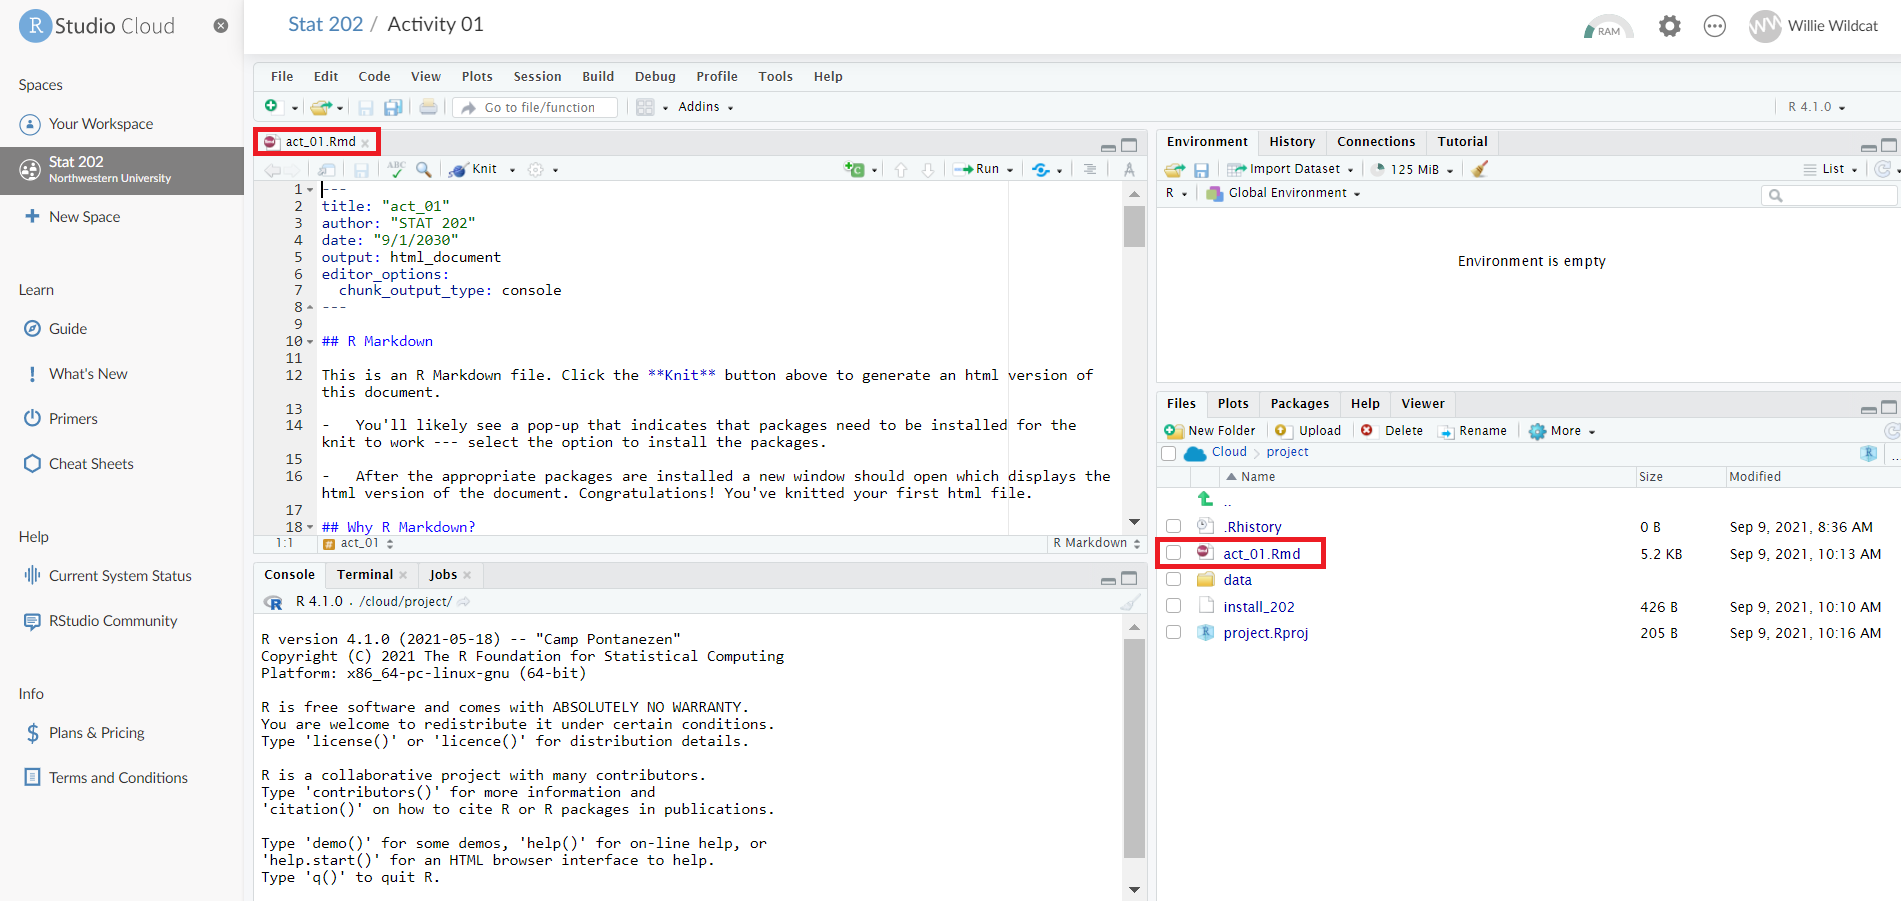 R Studio Cloud
Stat 202 / Activity 01
RAM
WW Willie Wildcat
Spaces
Your Workspace
Stat 202
Northwestern University
New Space
Learn
Guide
What's New
Primers
Cheat Sheets
Help
Current System Status
RStudio Community
Info
Plans & Pricing
Terms and Conditions
File Edit Code View Plots Session Build Debug Profile Tools Help
Go to file/function Addins R 4.1.0
act_01.Rmd
ABC Knit Run
1 ---
2 title: "act_01"
3 author: "STAT 202"
4 date: "9/1/2030"
5 output: html_document
6 editor_options:
7 chunk_output_type: console
8 ---
9
10 ## R Markdown
11
12 This is an R Markdown file. Click the **Knit** button above to generate an html version of
this document.
13
14 - You'll likely see a pop-up that indicates that packages need to be installed for the
knit to work --- select the option to install the packages.
15
16 - After the appropriate packages are installed a new window should open which displays the
html version of the document. Congratulations! You've knitted your first html file.
17
18 ## Why R Markdown?
1:1 # act_01 R Markdown
Console Terminal Jobs
R 4.1.0 · /cloud/project/
R version 4.1.0 (2021-05-18) -- "Camp Pontanezen"
Copyright (C) 2021 The R Foundation for Statistical Computing
Platform: x86_64-pc-linux-gnu (64-bit)
R is free software and comes with ABSOLUTELY NO WARRANTY.
You are welcome to redistribute it under certain conditions.
Type 'license()' or 'licence()' for distribution details.
R is a collaborative project with many contributors.
Type 'contributors()' for more information and
'citation()' on how to cite R or R packages in publications.
Type 'demo()' for some demos, 'help()' for on-line help, or
'help.start()' for an HTML browser interface to help.
Type 'q()' to quit R.
Environment History Connections Tutorial
Import Dataset 125 MiB List
R Global Environment
Environment is empty
Files Plots Packages Help Viewer
New Folder Upload Delete Rename More
Cloud project R ...
Name Size Modified
..
.Rhistory 0 B Sep 9, 2021, 8:36 AM
act_01.Rmd 5.2 KB Sep 9, 2021, 10:13 AM
data
install_202 426 B Sep 9, 2021, 10:10 AM
project.Rproj 205 B Sep 9, 2021, 10:16 AM